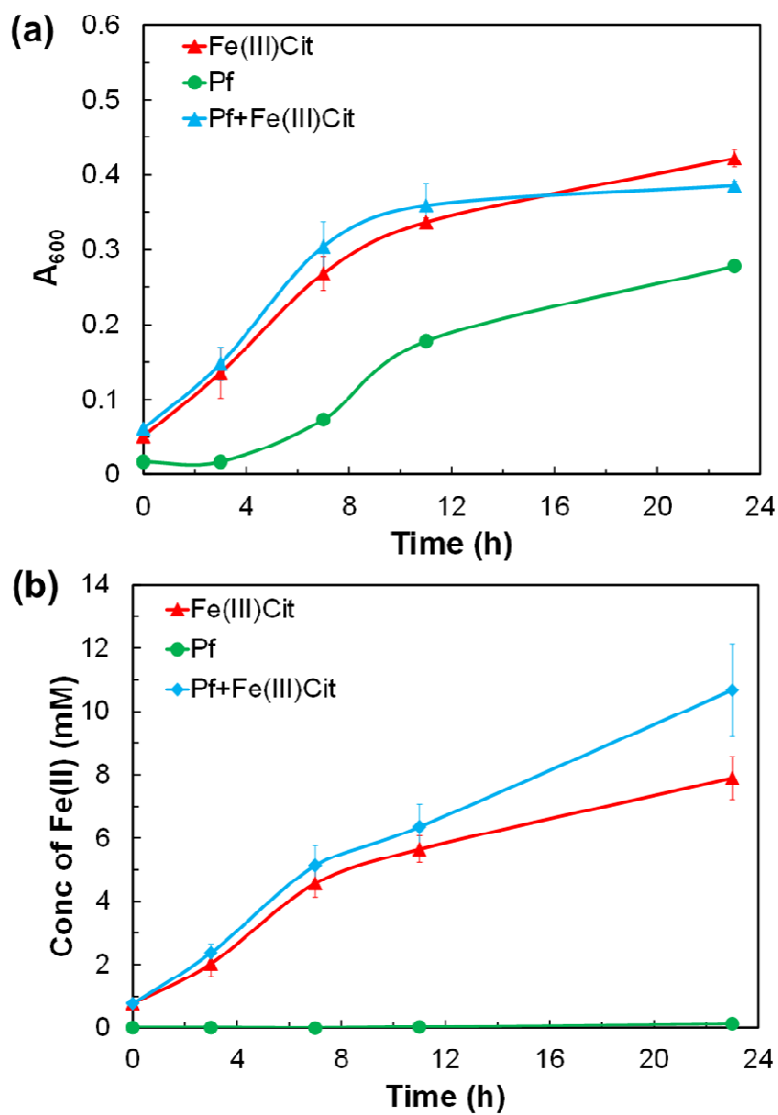 (a)
0.6
0.5
0.4
0.3
0.2
0.1
0
A600
Fe(III)Cit
Pf
Pf+Fe(III)Cit
0 4 8 12 16 20 24
Time (h)
(b)
14
12
10
8
6
4
2
0
Conc of Fe(II) (mM)
Fe(III)Cit
Pf
Pf+Fe(III)Cit
0 4 8 12 16 20 24
Time (h)